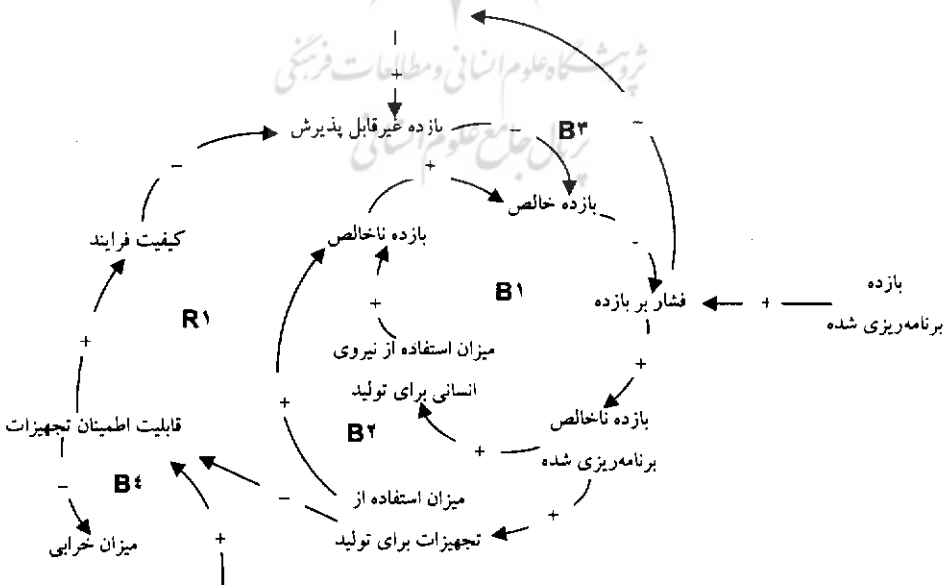 پژوهشگاه علوم انسانی و مطالعات فرهنگی
پرتال جامع علوم انسانی
+
بازده غیرقابل پذیرش
−
B۳
−
−
+
بازده خالص
کیفیت فرایند
بازده ناخالص
-
B۱
بازده
برنامه‌ریزی شده
+
فشار بر بازده
+
R۱
+
میزان استفاده از نیروی
انسانی برای تولید
+
+
بازده ناخالص
برنامه‌ریزی شده
قابلیت اطمینان تجهیزات
B۲
+
−
B٤
−
میزان استفاده از
تجهیزات برای تولید
+
+
میزان خرابی